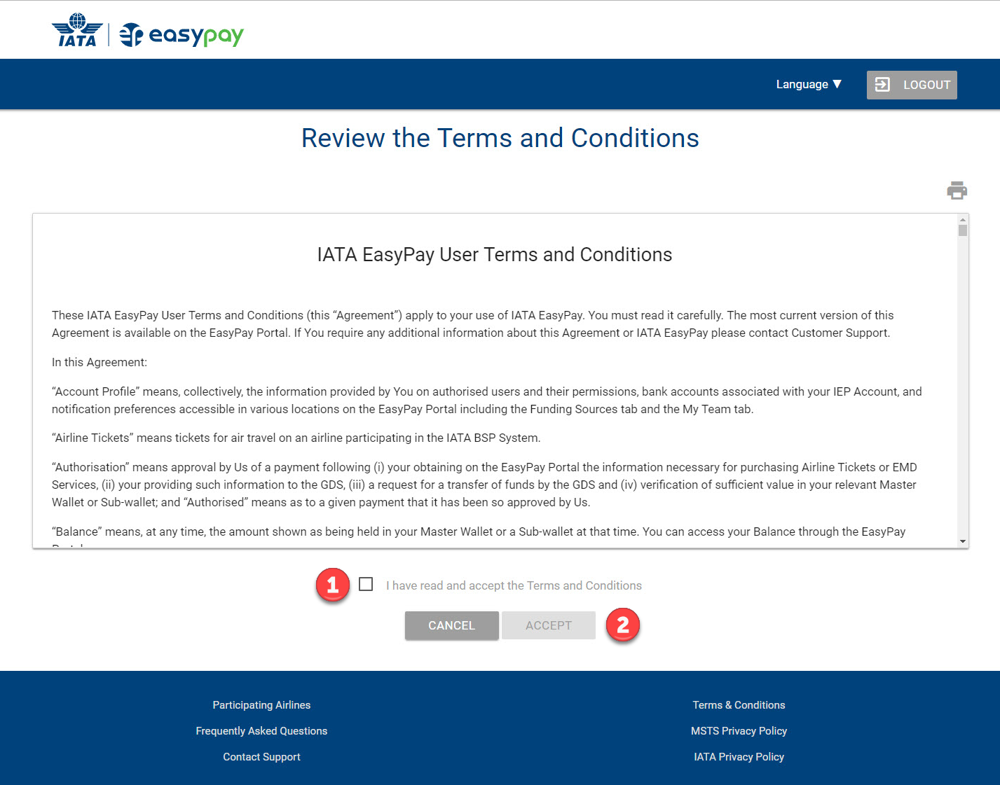 IATA easypay
Language ▼
LOGOUT
Review the Terms and Conditions
IATA EasyPay User Terms and Conditions
These IATA EasyPay User Terms and Conditions (this “Agreement”) apply to your use of IATA EasyPay. You must read it carefully. The most current version of this
Agreement is available on the EasyPay Portal. If You require any additional information about this Agreement or IATA EasyPay please contact Customer Support.
In this Agreement:
“Account Profile” means, collectively, the information provided by You on authorised users and their permissions, bank accounts associated with your IEP Account, and
notification preferences accessible in various locations on the EasyPay Portal including the Funding Sources tab and the My Team tab.
“Airline Tickets” means tickets for air travel on an airline participating in the IATA BSP System.
“Authorisation” means approval by Us of a payment following (i) your obtaining on the EasyPay Portal the information necessary for purchasing Airline Tickets or EMD
Services, (ii) your providing such information to the GDS, (iii) a request for a transfer of funds by the GDS and (iv) verification of sufficient value in your relevant Master
Wallet or Sub-wallet; and “Authorised” means as to a given payment that it has been so approved by Us.
“Balance” means, at any time, the amount shown as being held in your Master Wallet or a Sub-wallet at that time. You can access your Balance through the EasyPay
1 I have read and accept the Terms and Conditions
CANCEL ACCEPT 2
Participating Airlines
Frequently Asked Questions
Contact Support
Terms & Conditions
MSTS Privacy Policy
IATA Privacy Policy